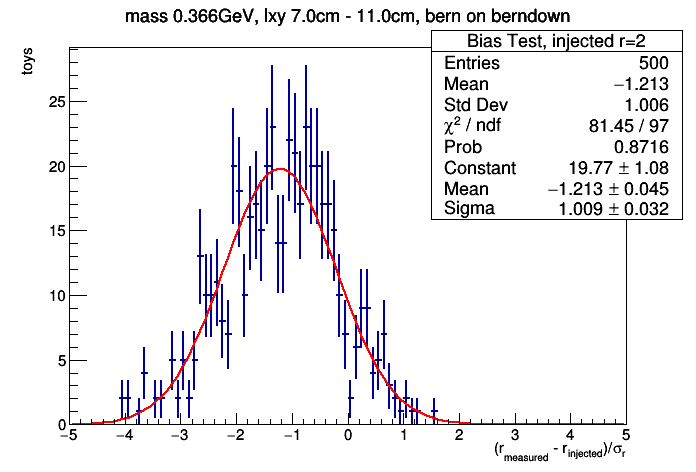 mass 0.366GeV, lxy 7.0cm - 11.0cm, bern on berndown
toys
Bias Test, injected r=2
Entries 500
Mean −1.213
Std Dev 1.006
χ² / ndf 81.45 / 97
Prob 0.8716
Constant 19.77 ± 1.08
Mean −1.213 ± 0.045
Sigma 1.009 ± 0.032
25
20
15
10
5
0
−5 −4 −3 −2 −1 0 1 2 3 4 5
(r_measured - r_injected)/σ_r